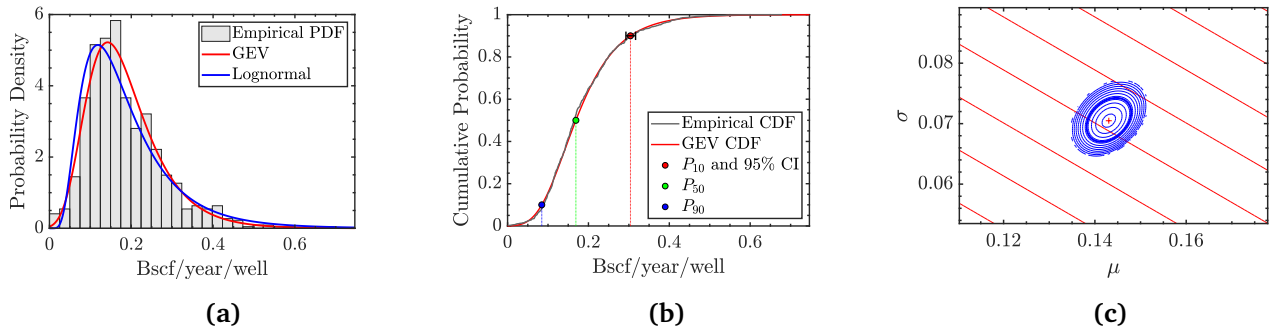 Probability Density
6
4
2
0
0
0.2
0.4
0.6
Bscf/year/well
Empirical PDF
GEV
Lognormal
(a)
Cumulative Probability
1
0.8
0.6
0.4
0.2
0
0
0.2
0.4
0.6
Bscf/year/well
Empirical CDF
GEV CDF
P₁₀ and 95% CI
P₅₀
P₉₀
(b)
σ
0.08
0.07
0.06
0.12
0.14
0.16
μ
(c)